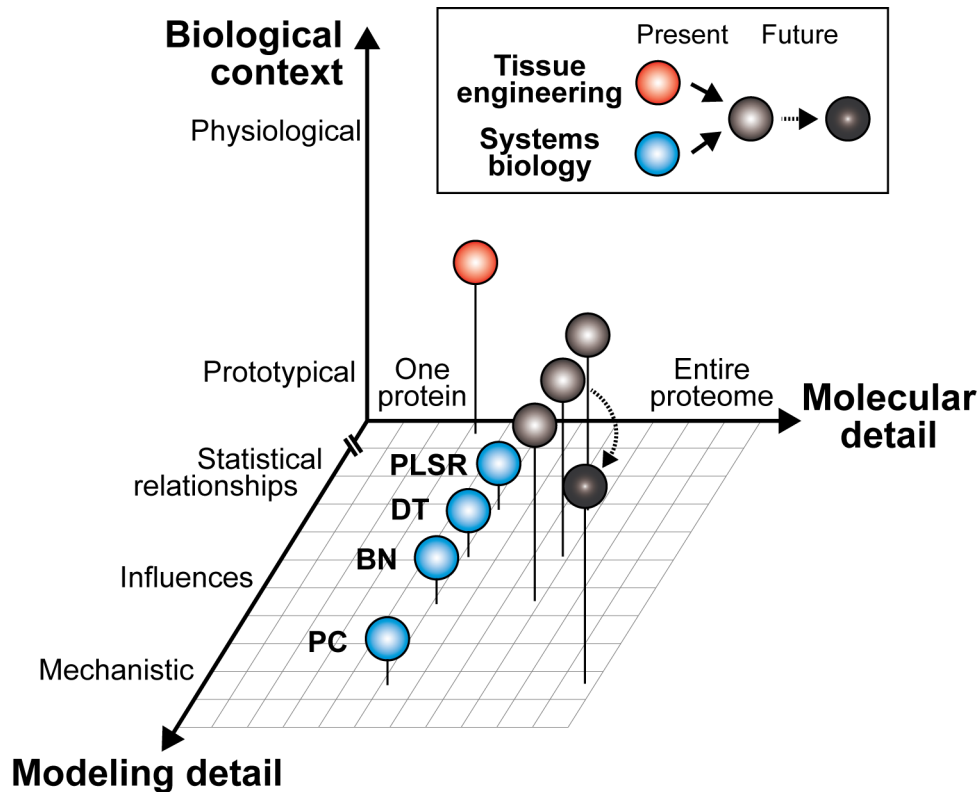 Biological
context
Present Future
Tissue
engineering
Systems
biology
Physiological
Prototypical
One
protein
Entire
proteome
Molecular
detail
Statistical
relationships
PLSR
DT
BN
Influences
PC
Mechanistic
Modeling detail